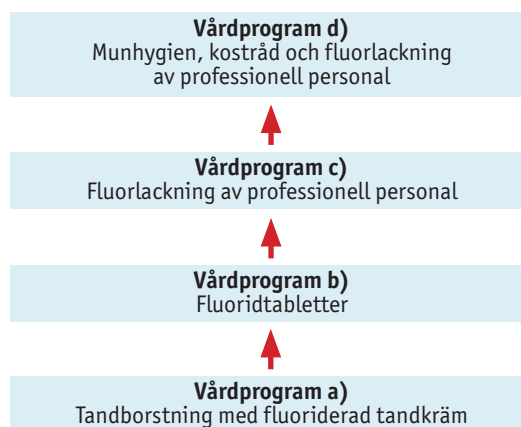 Vårdprogram d)
Munhygien, kostråd och fluorlackning
av professionell personal
Vårdprogram c)
Fluorlackning av professionell personal
Vårdprogram b)
Fluoridtabletter
Vårdprogram a)
Tandborstning med fluoriderad tandkräm